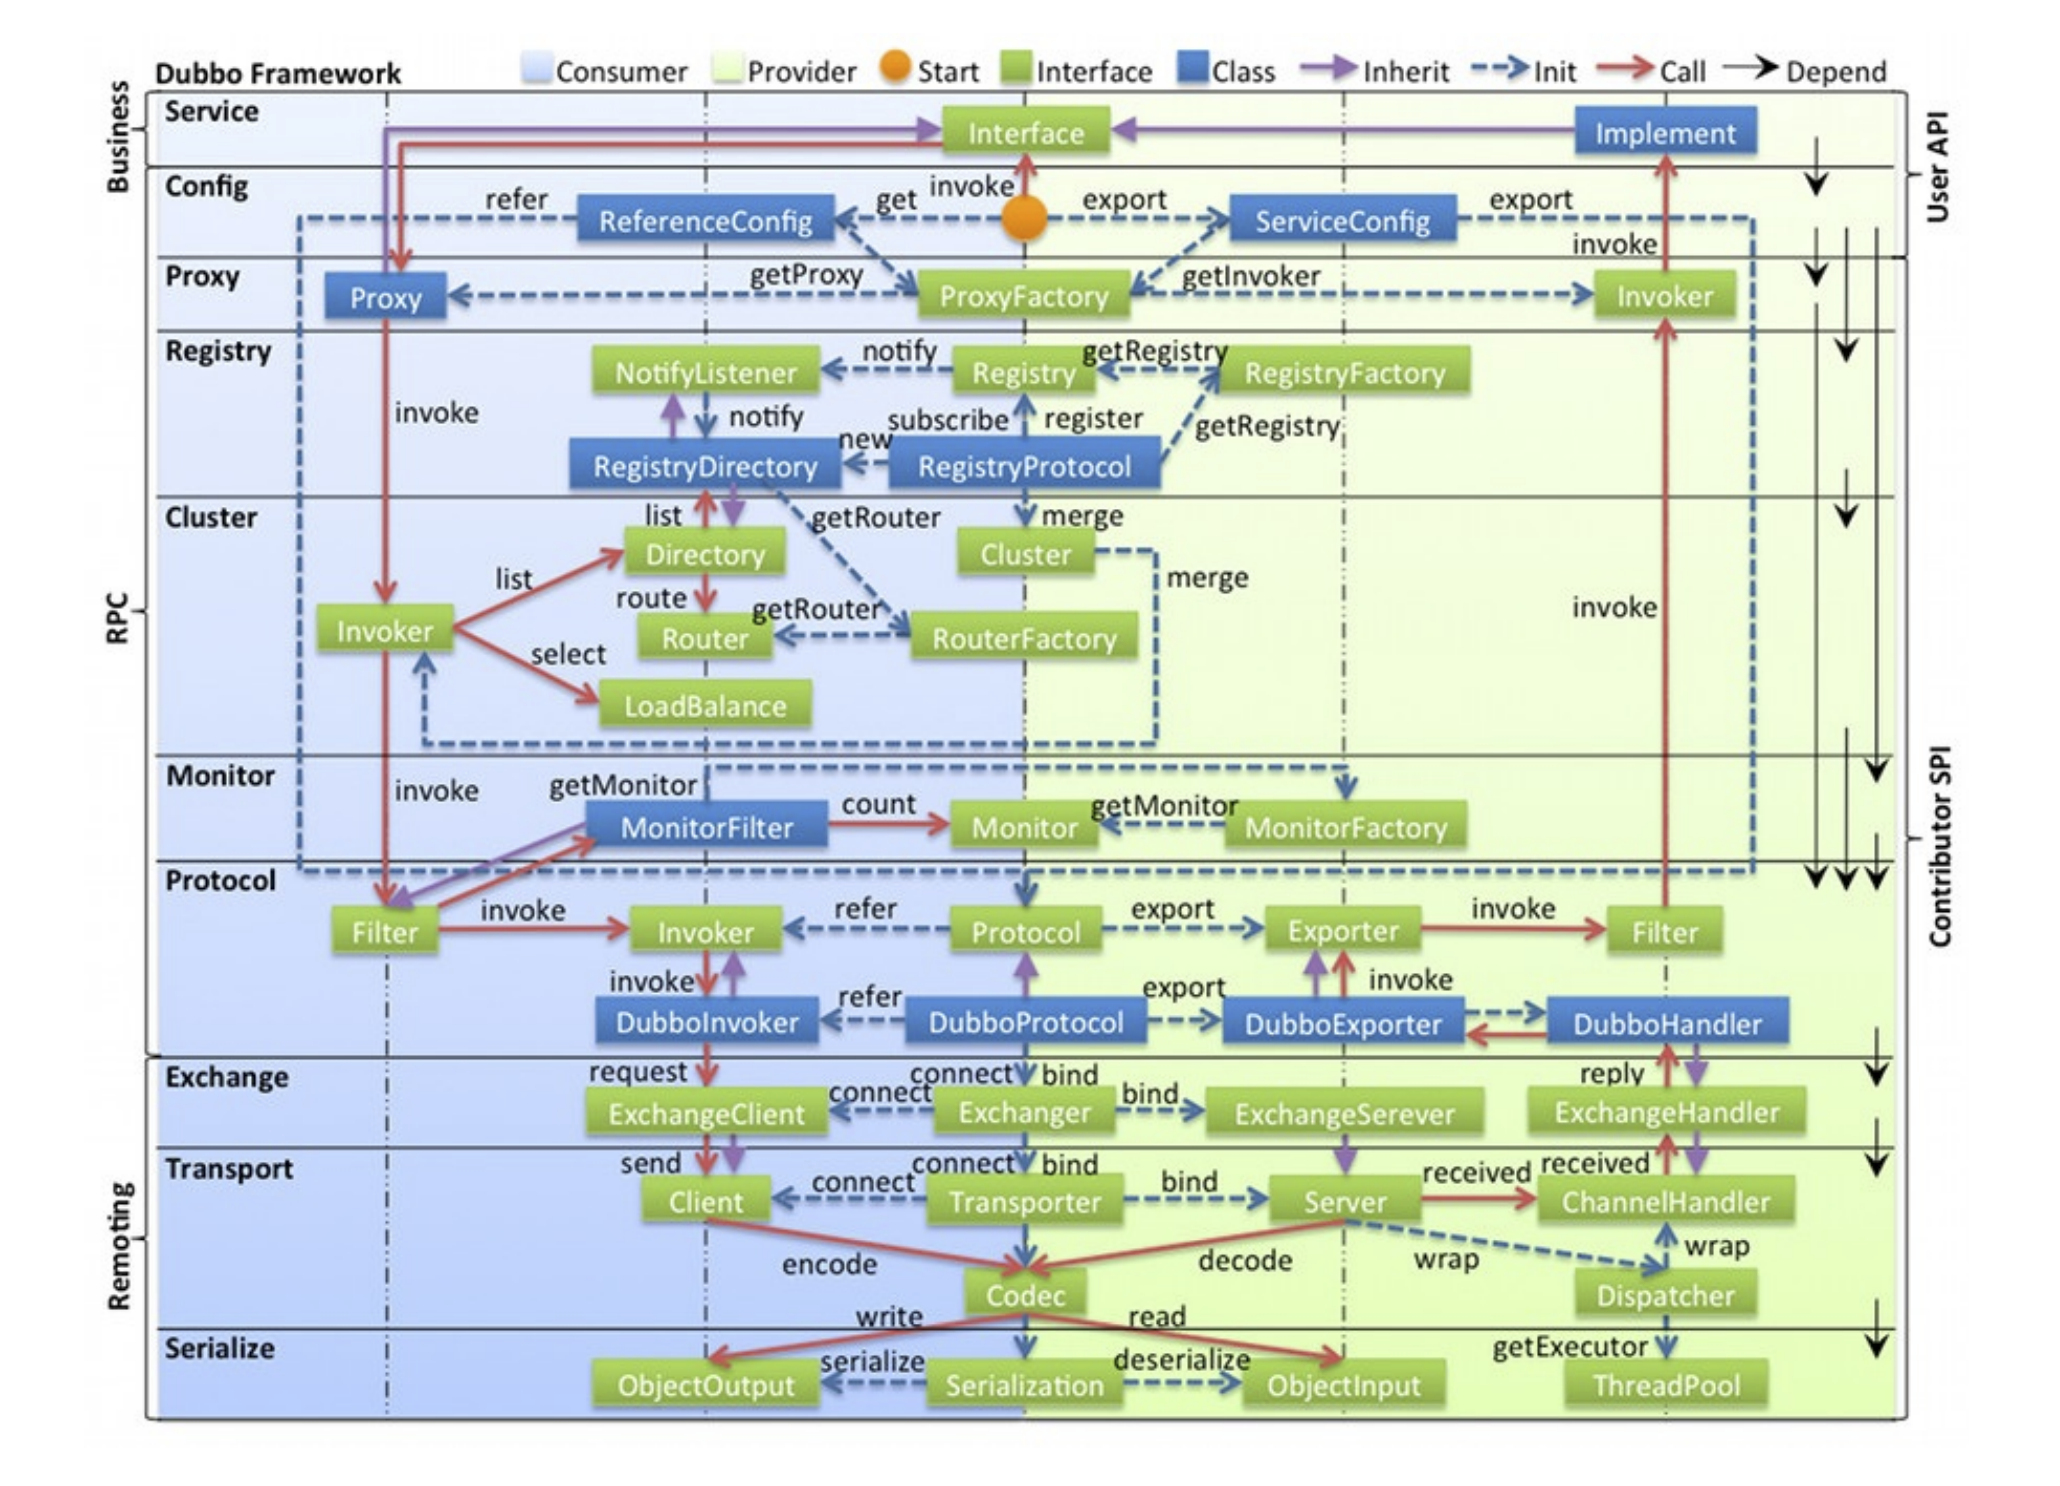 Dubbo Framework
Consumer
Provider
Start
Interface
Class
Inherit
Init
Call
Depend
Business
RPC
Remoting
User API
Contributor SPI
Service
Interface
Implement
Config
refer
ReferenceConfig
get
invoke
export
ServiceConfig
export
invoke
Proxy
Proxy
getProxy
ProxyFactory
getInvoker
Invoker
Registry
NotifyListener
notify
Registry
getRegistry
RegistryFactory
invoke
notify
subscribe
register
getRegistry
new
RegistryDirectory
RegistryProtocol
Cluster
list
getRouter
merge
Directory
Cluster
list
merge
route
getRouter
invoke
Invoker
Router
RouterFactory
select
LoadBalance
Monitor
invoke
getMonitor
MonitorFilter
count
Monitor
getMonitor
MonitorFactory
Protocol
Filter
invoke
Invoker
refer
Protocol
export
Exporter
invoke
Filter
invoke
refer
export
invoke
DubboInvoker
DubboProtocol
DubboExporter
DubboHandler
Exchange
request
connect
bind
reply
connect
bind
ExchangeClient
Exchanger
ExchangeSerever
ExchangeHandler
Transport
send
connect
bind
received
received
connect
bind
Client
Transporter
Server
ChannelHandler
encode
decode
wrap
wrap
Codec
Dispatcher
write
read
Serialize
getExecutor
serialize
deserialize
ObjectOutput
Serialization
ObjectInput
ThreadPool